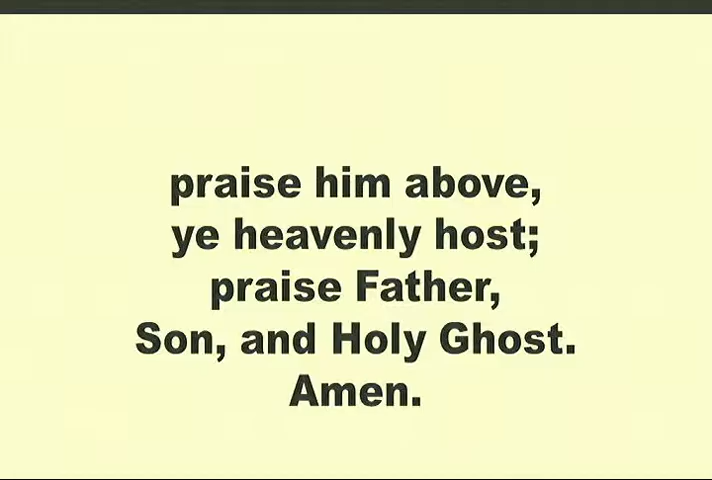 praise him above,
ye heavenly host;
praise Father,
Son, and Holy Ghost.
Amen.